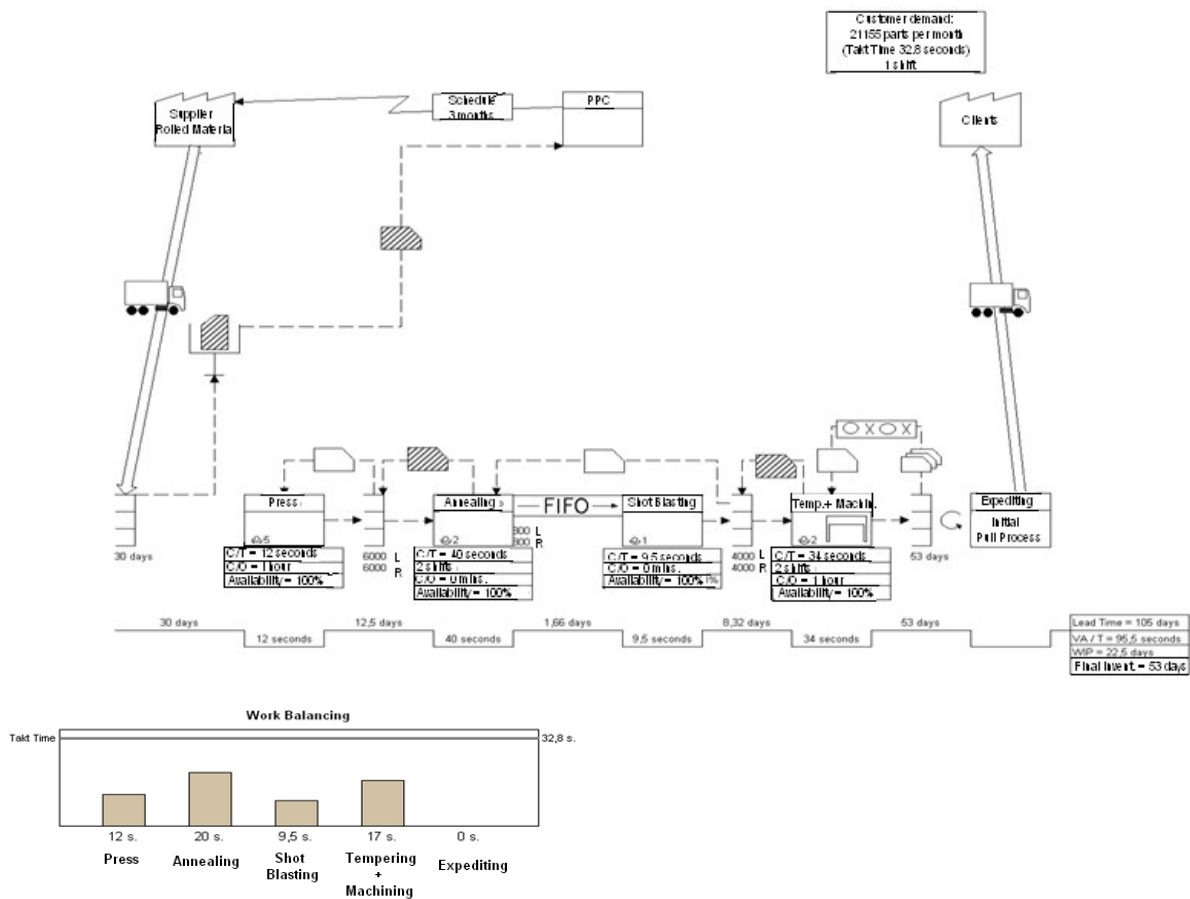 Customer demand:
21155 parts per month
(Takt Time 32,8 seconds)
1 shift
Supplier
Rolled Material
Schedule
3 months
PPC
Clients
Press
5
C/T = 12 seconds
C/O = 1 hour
Availability = 100%
Annealing
2
C/T = 40 seconds
2 shifts
C/O = 0 mins.
Availability = 100%
FIFO
800 L
800 R
Shot Blasting
1
C/T = 9,5 seconds
C/O = 0 mins.
Availability = 100%
Temp.+ Machin.
2
C/T = 34 seconds
2 shifts
C/O = 1 hour
Availability = 100%
Expediting
Initial
Pull Process
30 days
6000 L
6000 R
4000 L
4000 R
53 days
30 days
12 seconds
12,5 days
40 seconds
1,66 days
9,5 seconds
8,32 days
34 seconds
53 days
Lead Time = 105 days
VA / T = 95,5 seconds
WIP = 22,5 days
Final Invent. = 53 days
Work Balancing
Takt Time
32,8 s.
12 s.
20 s.
9,5 s.
17 s.
0 s.
Press
Annealing
Shot
Blasting
Tempering
+
Machining
Expediting